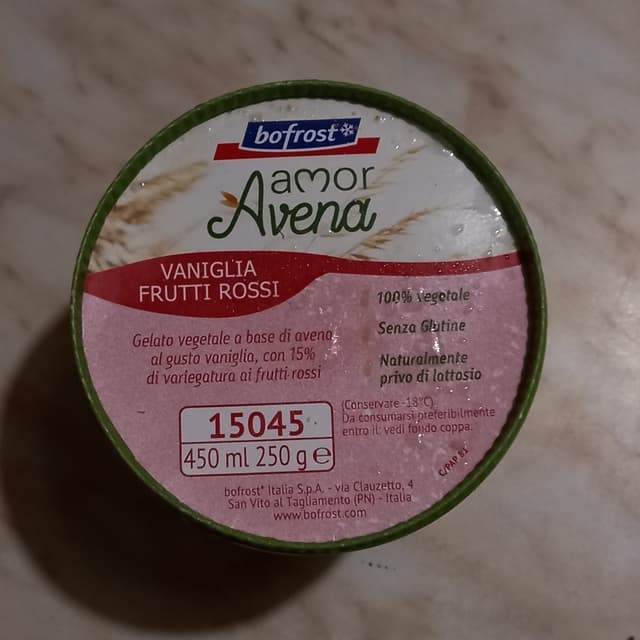 bofrost*
amor
Avena
VANIGLIA
FRUTTI ROSSI
100% vegetale
Senza Glutine
Naturalmente
privo di lattosio
Gelato vegetale a base di avena
al gusto vaniglia, con 15%
di variegatura ai frutti rossi
15045
450 ml 250 g e
(Conservare -18°C)
Da consumarsi preferibilmente
entro il: vedi fondo coppa.
C/PAP 81
bofrost* Italia S.p.A. - via Clauzetto, 4
San Vito al Tagliamento (PN) - Italia
www.bofrost.com